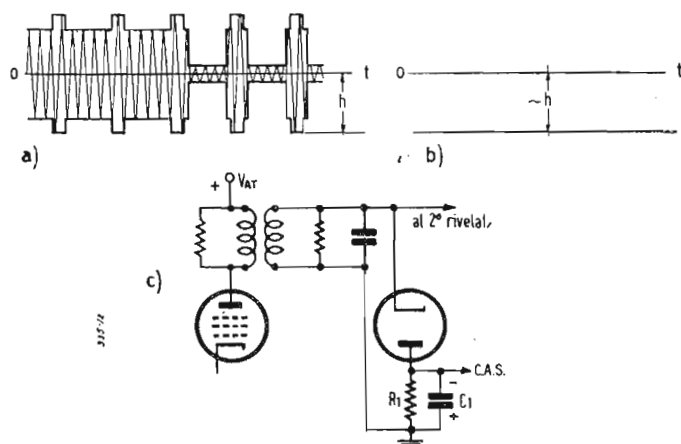 0 t
h
a)
0 t
~h
b)
+ VAT
al 2° rivelat.
c)
C.A.S.
R1
- C1
+